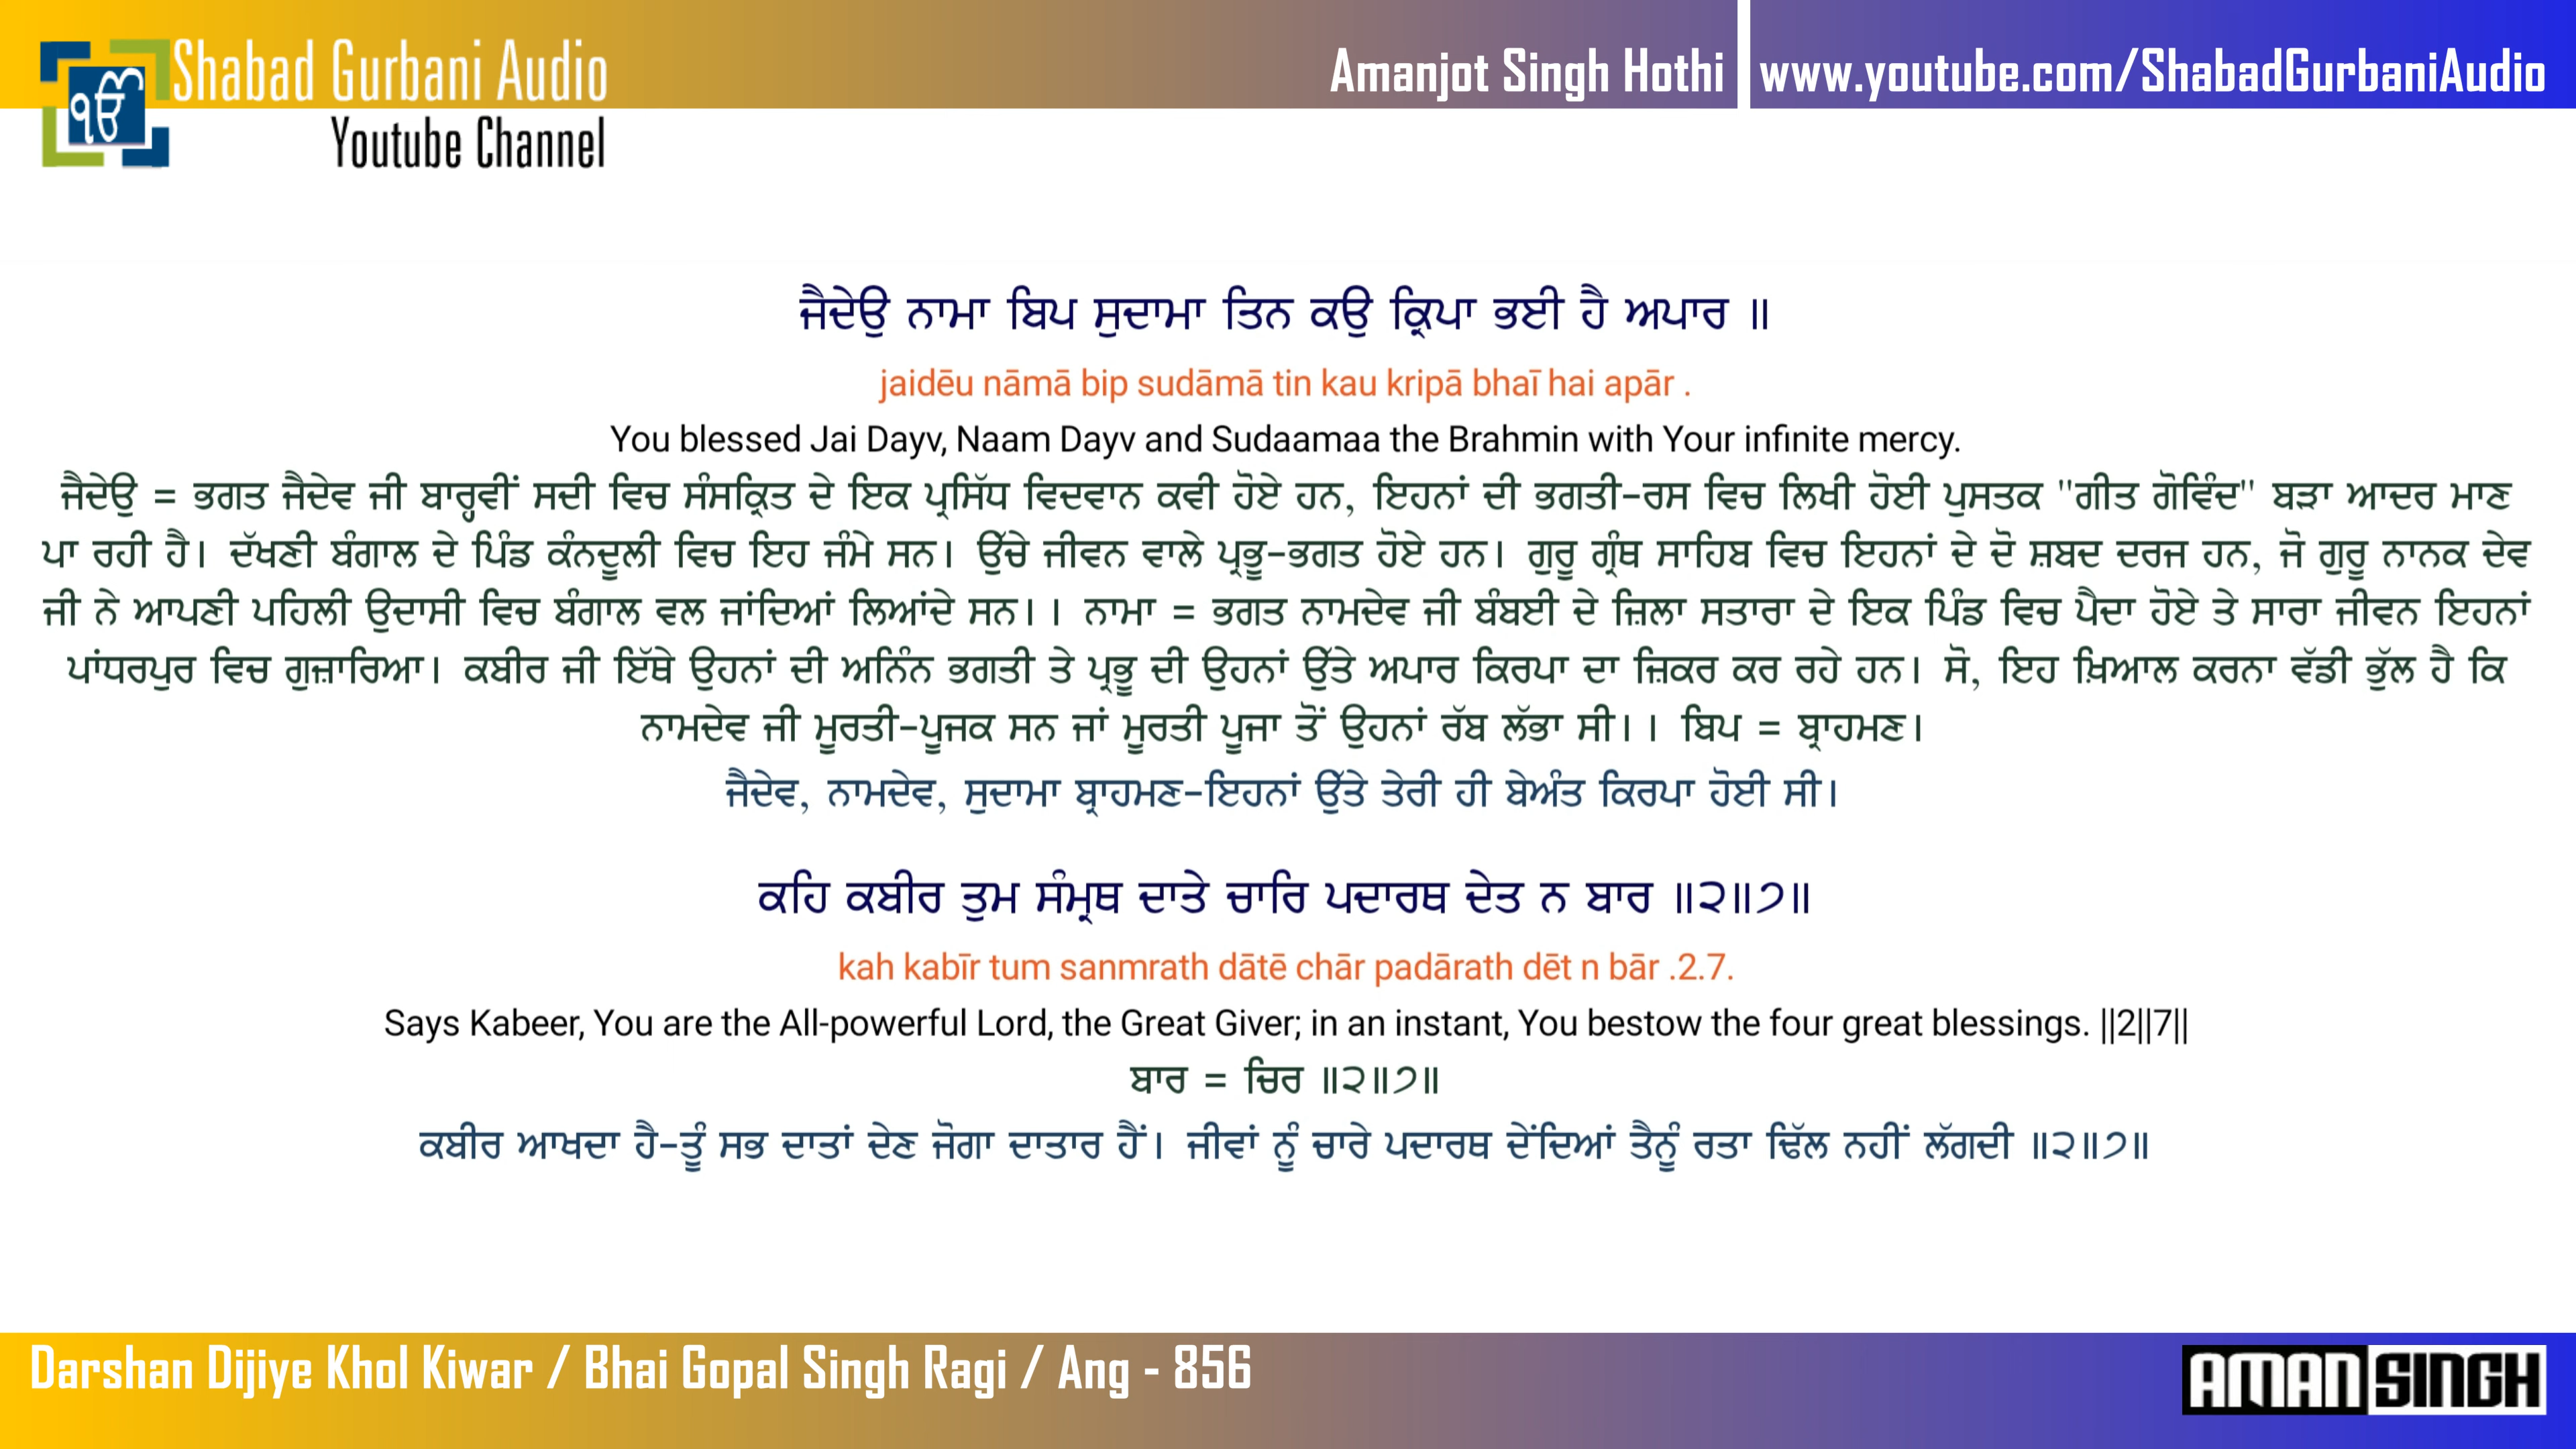 Shabad Gurbani Audio
Youtube Channel
Amanjot Singh Hothi
www.youtube.com/ShabadGurbaniAudio
ੴ
ਜੈਦੇਉ ਨਾਮਾ ਬਿਪ ਸੁਦਾਮਾ ਤਿਨ ਕਉ ਕ੍ਰਿਪਾ ਭਈ ਹੈ ਅਪਾਰ ॥
jaidēu nāmā bip sudāmā tin kau kripā bhaī hai apār .
You blessed Jai Dayv, Naam Dayv and Sudaamaa the Brahmin with Your infinite mercy.
ਜੈਦੇਉ = ਭਗਤ ਜੈਦੇਵ ਜੀ ਬਾਰ੍ਹਵੀਂ ਸਦੀ ਵਿਚ ਸੰਸਕ੍ਰਿਤ ਦੇ ਇਕ ਪ੍ਰਸਿੱਧ ਵਿਦਵਾਨ ਕਵੀ ਹੋਏ ਹਨ, ਇਹਨਾਂ ਦੀ ਭਗਤੀ-ਰਸ ਵਿਚ ਲਿਖੀ ਹੋਈ ਪੁਸਤਕ "ਗੀਤ ਗੋਵਿੰਦ" ਬੜਾ ਆਦਰ ਮਾਣ
ਪਾ ਰਹੀ ਹੈ। ਦੱਖਣੀ ਬੰਗਾਲ ਦੇ ਪਿੰਡ ਕੰਨਦੂਲੀ ਵਿਚ ਇਹ ਜੰਮੇ ਸਨ। ਉੱਚੇ ਜੀਵਨ ਵਾਲੇ ਪ੍ਰਭੂ-ਭਗਤ ਹੋਏ ਹਨ। ਗੁਰੂ ਗ੍ਰੰਥ ਸਾਹਿਬ ਵਿਚ ਇਹਨਾਂ ਦੇ ਦੋ ਸ਼ਬਦ ਦਰਜ ਹਨ, ਜੋ ਗੁਰੂ ਨਾਨਕ ਦੇਵ
ਜੀ ਨੇ ਆਪਣੀ ਪਹਿਲੀ ਉਦਾਸੀ ਵਿਚ ਬੰਗਾਲ ਵਲ ਜਾਂਦਿਆਂ ਲਿਆਂਦੇ ਸਨ। । ਨਾਮਾ = ਭਗਤ ਨਾਮਦੇਵ ਜੀ ਬੰਬਈ ਦੇ ਜ਼ਿਲਾ ਸਤਾਰਾ ਦੇ ਇਕ ਪਿੰਡ ਵਿਚ ਪੈਦਾ ਹੋਏ ਤੇ ਸਾਰਾ ਜੀਵਨ ਇਹਨਾਂ
ਪਾਂਧਰਪੁਰ ਵਿਚ ਗੁਜ਼ਾਰਿਆ। ਕਬੀਰ ਜੀ ਇੱਥੇ ਉਹਨਾਂ ਦੀ ਅਨਿੰਨ ਭਗਤੀ ਤੇ ਪ੍ਰਭੂ ਦੀ ਉਹਨਾਂ ਉੱਤੇ ਅਪਾਰ ਕਿਰਪਾ ਦਾ ਜ਼ਿਕਰ ਕਰ ਰਹੇ ਹਨ। ਸੋ, ਇਹ ਖ਼ਿਆਲ ਕਰਨਾ ਵੱਡੀ ਭੁੱਲ ਹੈ ਕਿ
ਨਾਮਦੇਵ ਜੀ ਮੂਰਤੀ-ਪੂਜਕ ਸਨ ਜਾਂ ਮੂਰਤੀ ਪੂਜਾ ਤੋਂ ਉਹਨਾਂ ਰੱਬ ਲੱਭਾ ਸੀ। । ਬਿਪ = ਬ੍ਰਾਹਮਣ।
ਜੈਦੇਵ, ਨਾਮਦੇਵ, ਸੁਦਾਮਾ ਬ੍ਰਾਹਮਣ-ਇਹਨਾਂ ਉੱਤੇ ਤੇਰੀ ਹੀ ਬੇਅੰਤ ਕਿਰਪਾ ਹੋਈ ਸੀ।
ਕਹਿ ਕਬੀਰ ਤੁਮ ਸੰਮ੍ਰਥ ਦਾਤੇ ਚਾਰਿ ਪਦਾਰਥ ਦੇਤ ਨ ਬਾਰ ॥੨॥੭॥
kah kabīr tum sanmrath dātē chār padārath dēt n bār .2.7.
Says Kabeer, You are the All-powerful Lord, the Great Giver; in an instant, You bestow the four great blessings. ||2||7||
ਬਾਰ = ਚਿਰ ॥੨॥੭॥
ਕਬੀਰ ਆਖਦਾ ਹੈ-ਤੂੰ ਸਭ ਦਾਤਾਂ ਦੇਣ ਜੋਗਾ ਦਾਤਾਰ ਹੈਂ। ਜੀਵਾਂ ਨੂੰ ਚਾਰੇ ਪਦਾਰਥ ਦੇਂਦਿਆਂ ਤੈਨੂੰ ਰਤਾ ਢਿੱਲ ਨਹੀਂ ਲੱਗਦੀ ॥੨॥੭॥
Darshan Dijiye Khol Kiwar / Bhai Gopal Singh Ragi / Ang - 856
AMAN SINGH